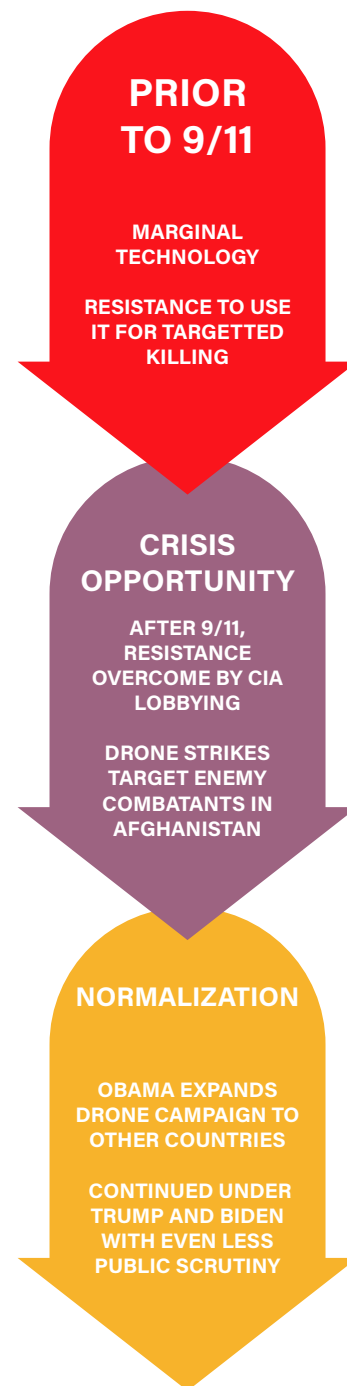 PRIOR
TO 9/11
MARGINAL
TECHNOLOGY
RESISTANCE TO USE
IT FOR TARGETTED
KILLING
CRISIS
OPPORTUNITY
AFTER 9/11,
RESISTANCE
OVERCOME BY CIA
LOBBYING
DRONE STRIKES
TARGET ENEMY
COMBATANTS IN
AFGHANISTAN
NORMALIZATION
OBAMA EXPANDS
DRONE CAMPAIGN TO
OTHER COUNTRIES
CONTINUED UNDER
TRUMP AND BIDEN
WITH EVEN LESS
PUBLIC SCRUTINY